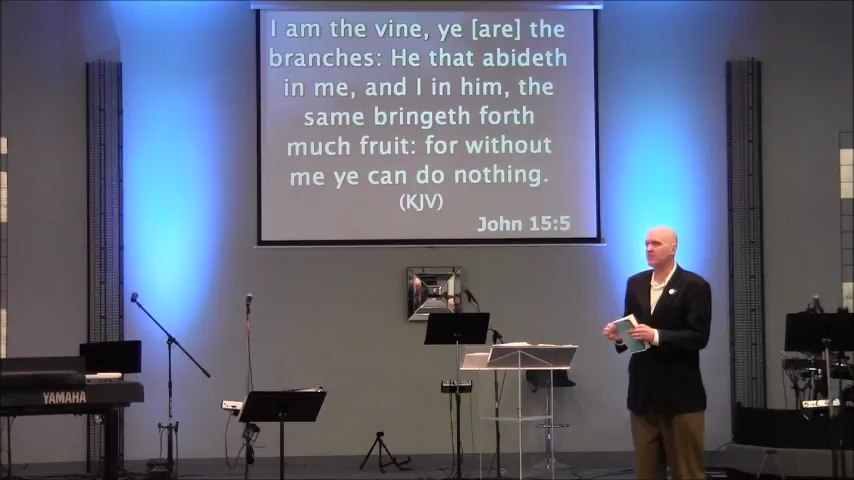 I am the vine, ye [are] the
branches: He that abideth
in me, and I in him, the
same bringeth forth
much fruit: for without
me ye can do nothing.
(KJV)
John 15:5
YAMAHA